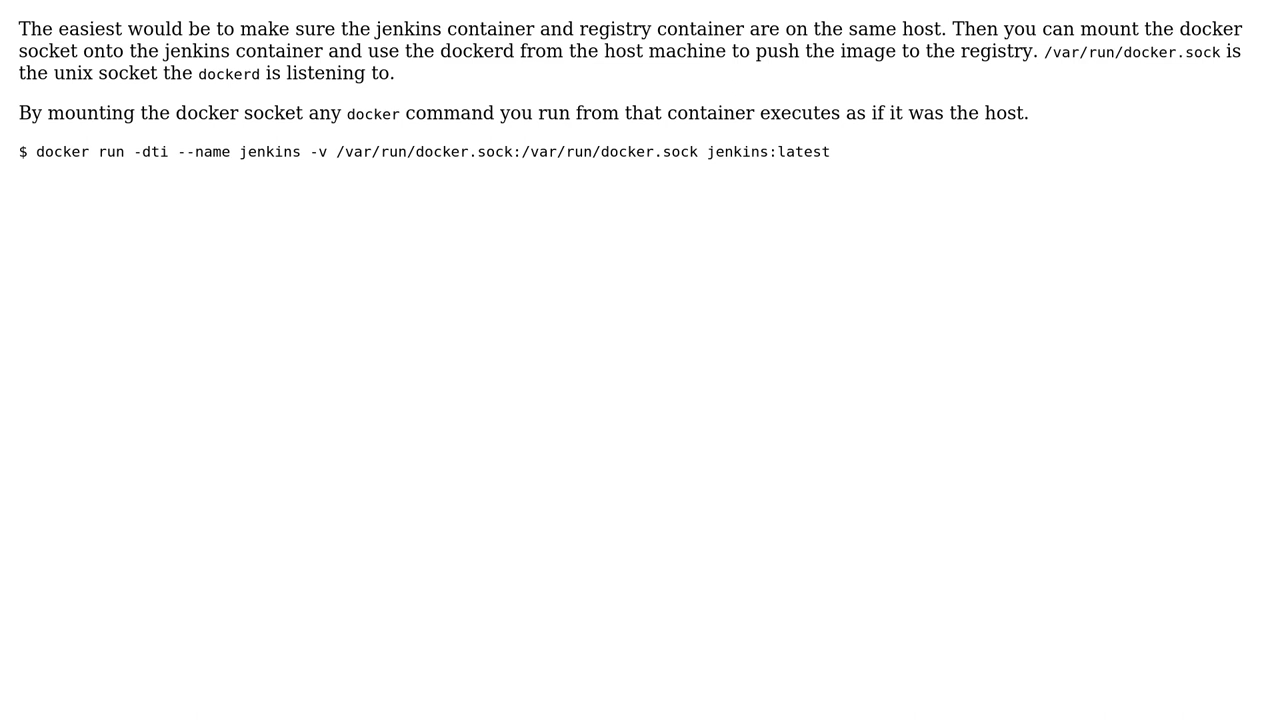 The easiest would be to make sure the jenkins container and registry container are on the same host. Then you can mount the docker
socket onto the jenkins container and use the dockerd from the host machine to push the image to the registry. /var/run/docker.sock is
the unix socket the dockerd is listening to.
By mounting the docker socket any docker command you run from that container executes as if it was the host.
$ docker run -dti --name jenkins -v /var/run/docker.sock:/var/run/docker.sock jenkins:latest